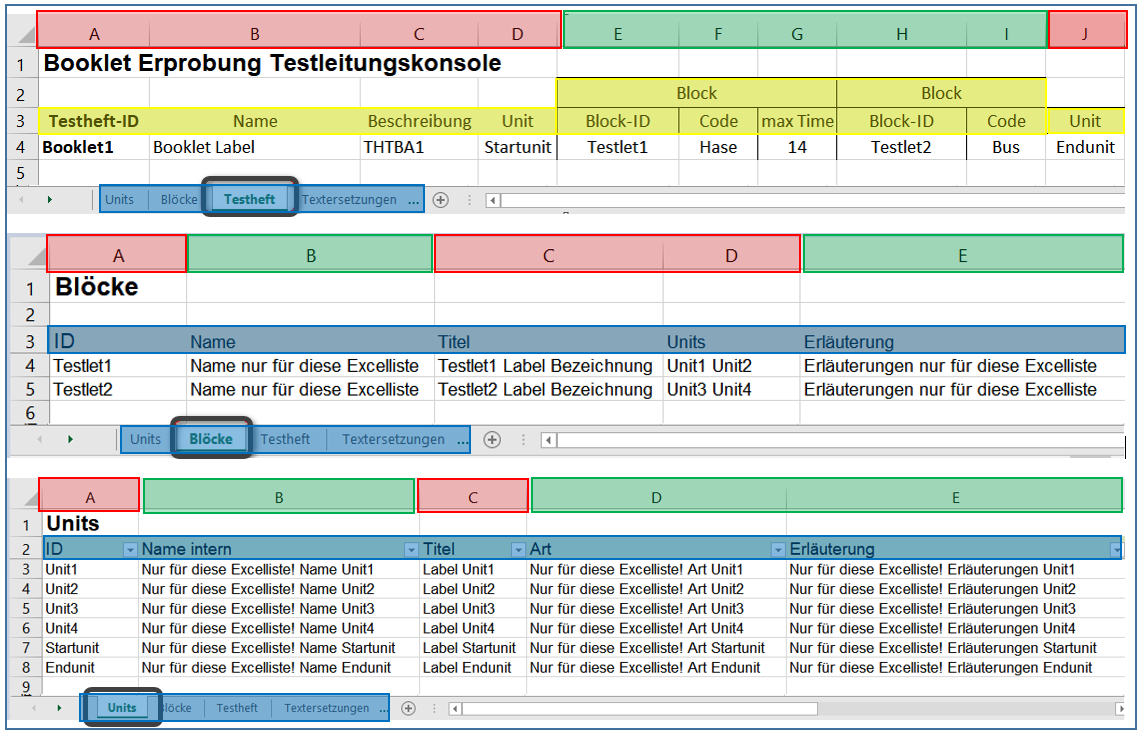 A B C D E F G H I J
1 Booklet Erprobung Testleitungskonsole
2 Block Block
3 Testheft-ID Name Beschreibung Unit Block-ID Code max Time Block-ID Code Unit
4 Booklet1 Booklet Label THTBA1 Startunit Testlet1 Hase 14 Testlet2 Bus Endunit
5
Units Blöcke Testheft Textersetzungen ...
A B C D E
1 Blöcke
2
3 ID Name Titel Units Erläuterung
4 Testlet1 Name nur für diese Excelliste Testlet1 Label Bezeichnung Unit1 Unit2 Erläuterungen nur für diese Excelliste
5 Testlet2 Name nur für diese Excelliste Testlet2 Label Bezeichnung Unit3 Unit4 Erläuterungen nur für diese Excelliste
6
Units Blöcke Testheft Textersetzungen ...
A B C D E
1 Units
2 ID Name intern Titel Art Erläuterung
3 Unit1 Nur für diese Excelliste! Name Unit1 Label Unit1 Nur für diese Excelliste! Art Unit1 Nur für diese Excelliste! Erläuterungen Unit1
4 Unit2 Nur für diese Excelliste! Name Unit2 Label Unit2 Nur für diese Excelliste! Art Unit2 Nur für diese Excelliste! Erläuterungen Unit2
5 Unit3 Nur für diese Excelliste! Name Unit3 Label Unit3 Nur für diese Excelliste! Art Unit3 Nur für diese Excelliste! Erläuterungen Unit3
6 Unit4 Nur für diese Excelliste! Name Unit4 Label Unit4 Nur für diese Excelliste! Art Unit4 Nur für diese Excelliste! Erläuterungen Unit4
7 Startunit Nur für diese Excelliste! Name Startunit Label Startunit Nur für diese Excelliste! Art Startunit Nur für diese Excelliste! Erläuterungen Startunit
8 Endunit Nur für diese Excelliste! Name Endunit Label Endunit Nur für diese Excelliste! Art Endunit Nur für diese Excelliste! Erläuterungen Endunit
9
Units löcke Testheft Textersetzungen ...